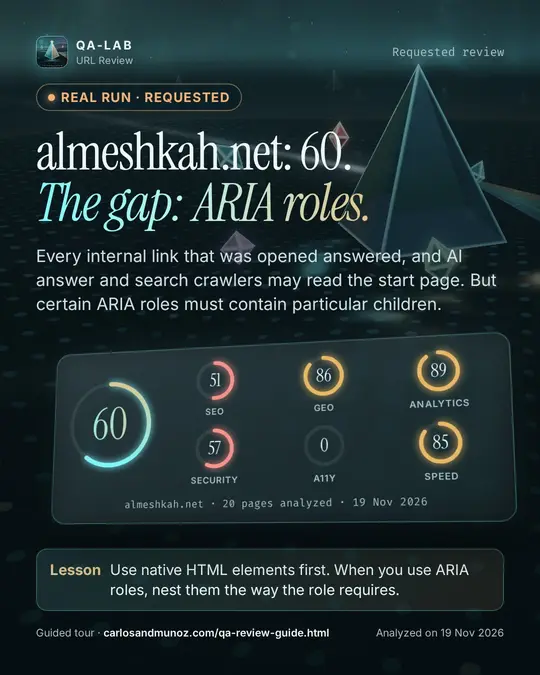 QA-LAB
URL Review
Requested review
REAL RUN · REQUESTED
almeshkah.net: 60.
The gap: ARIA roles.
Every internal link that was opened answered, and AI
answer and search crawlers may read the start page. But
certain ARIA roles must contain particular children.
60
51
SEO
86
GEO
89
ANALYTICS
57
SECURITY
0
A11Y
85
SPEED
almeshkah.net · 20 pages analyzed · 19 Nov 2026
Lesson Use native HTML elements first. When you use ARIA
roles, nest them the way the role requires.
Guided tour · carlosandmunoz.com/qa-review-guide.html
Analyzed on 19 Nov 2026